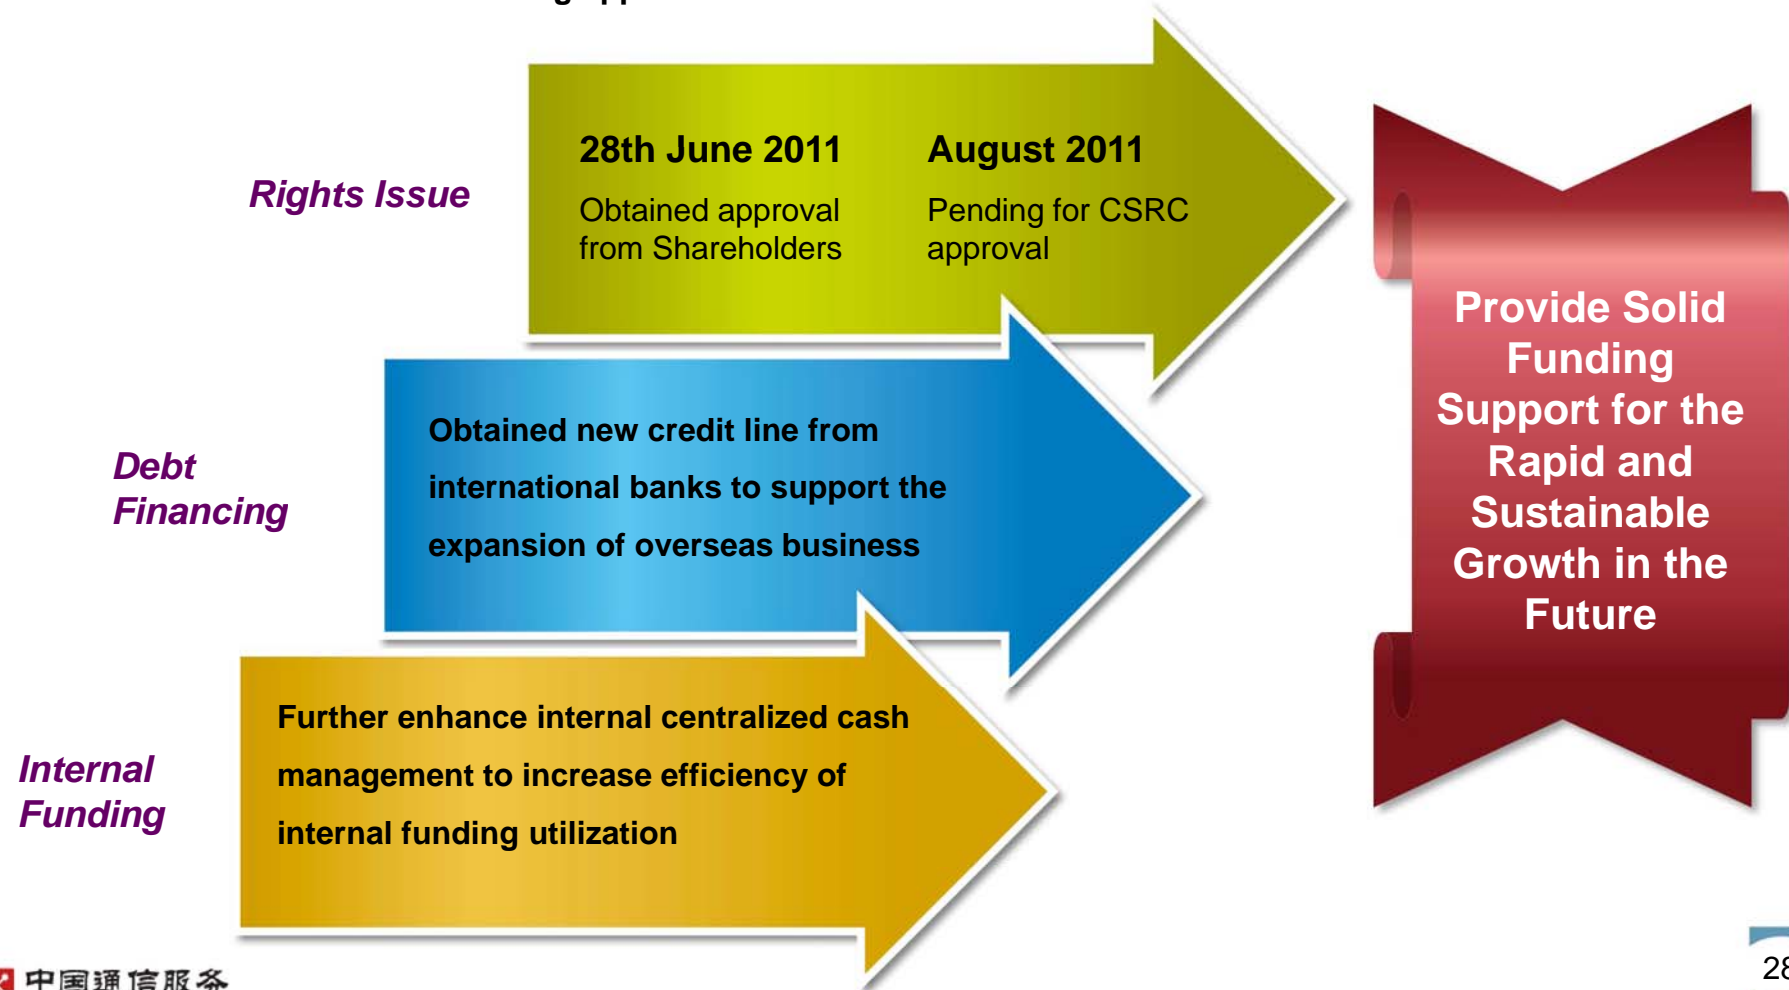 Rights Issue
28th June 2011
Obtained approval
from Shareholders
August 2011
Pending for CSRC
approval
Debt
Financing
Obtained new credit line from
international banks to support the
expansion of overseas business
Internal
Funding
Further enhance internal centralized cash
management to increase efficiency of
internal funding utilization
Provide Solid
Funding
Support for the
Rapid and
Sustainable
Growth in the
Future
中国通信服务
28